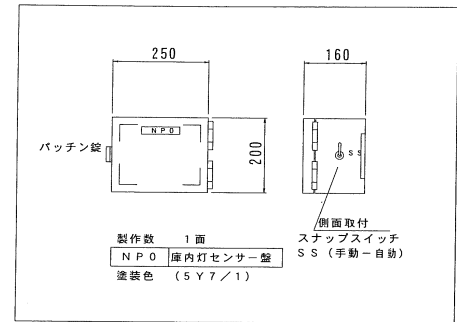 250
160
NPO
パッチン錠
200
SS
側面取付
スナップスイッチ
SS (手動ー自動)
製作数 1面
NPO 庫内灯センサー盤
塗装色 (5Y7/1)